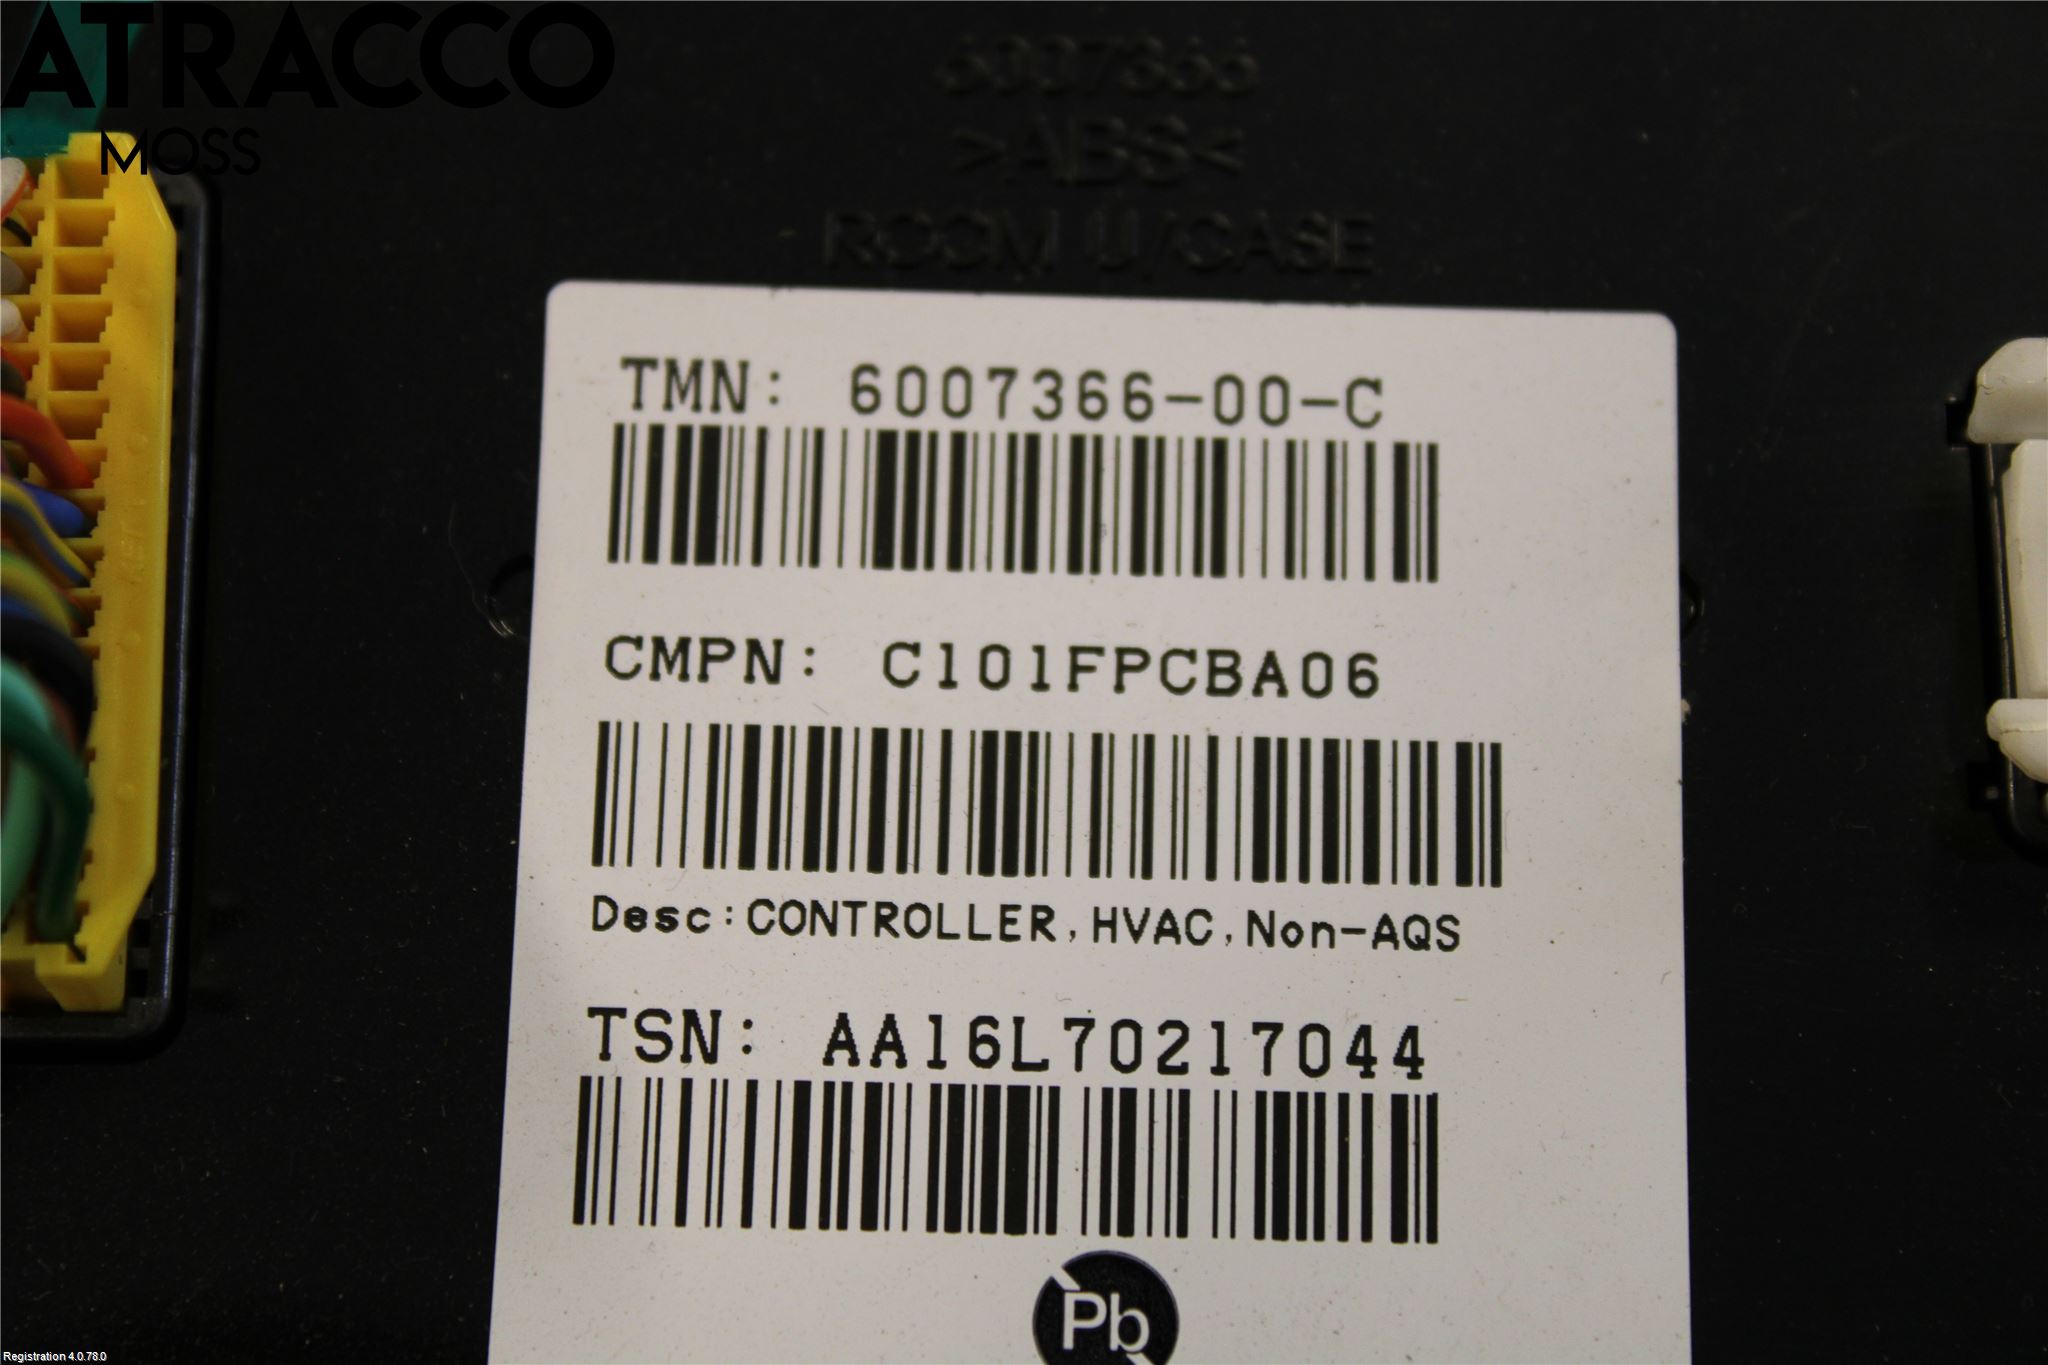 ATRACCO
MOSS
6007366
>ABS<
ROOM U/CASE
TMN: 6007366-00-C
CMPN: C101FPCBA06
Desc:CONTROLLER,HVAC,Non-AQS
TSN: AA16L70217044
Pb
Registration 4.0.78.0